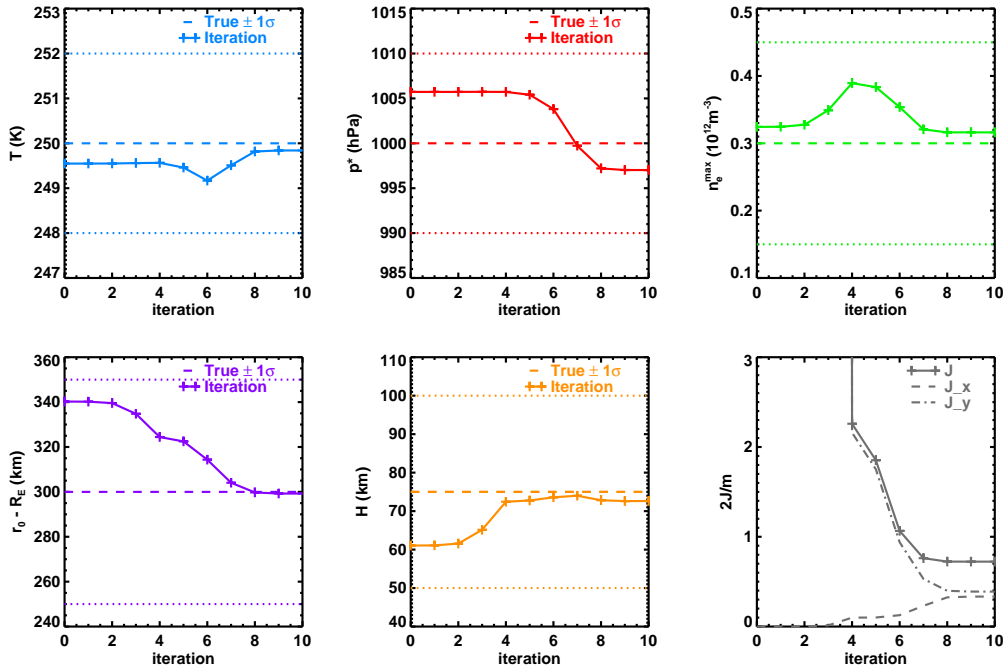 True ± 1σ
Iteration
253
252
251
250
249
248
247
T (K)
0 2 4 6 8 10
iteration
True ± 1σ
Iteration
1015
1010
1005
1000
995
990
985
p* (hPa)
0 2 4 6 8 10
iteration
0.5
0.4
0.3
0.2
0.1
n_e^max (10^12 m^-3)
0 2 4 6 8 10
iteration
True ± 1σ
Iteration
360
340
320
300
280
260
240
r_0 - R_E (km)
0 2 4 6 8 10
iteration
True ± 1σ
Iteration
110
100
90
80
70
60
50
40
H (km)
0 2 4 6 8 10
iteration
J
J_x
J_y
3
2
1
0
2J/m
0 2 4 6 8 10
iteration